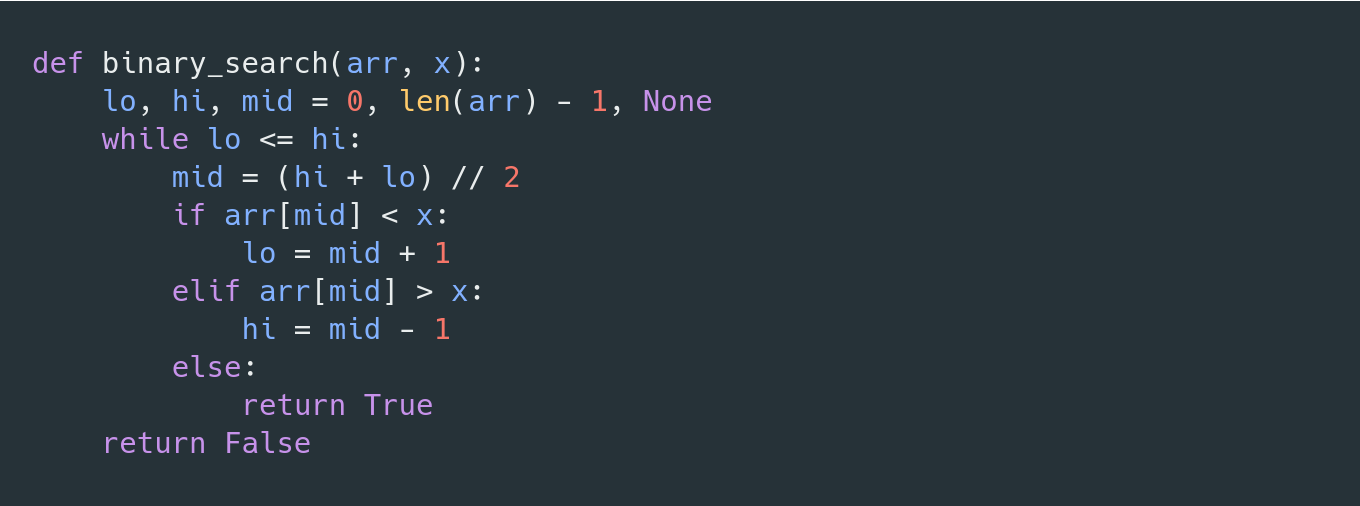 def binary_search(arr, x):
    lo, hi, mid = 0, len(arr) - 1, None
    while lo <= hi:
        mid = (hi + lo) // 2
        if arr[mid] < x:
            lo = mid + 1
        elif arr[mid] > x:
            hi = mid - 1
        else:
            return True
    return False